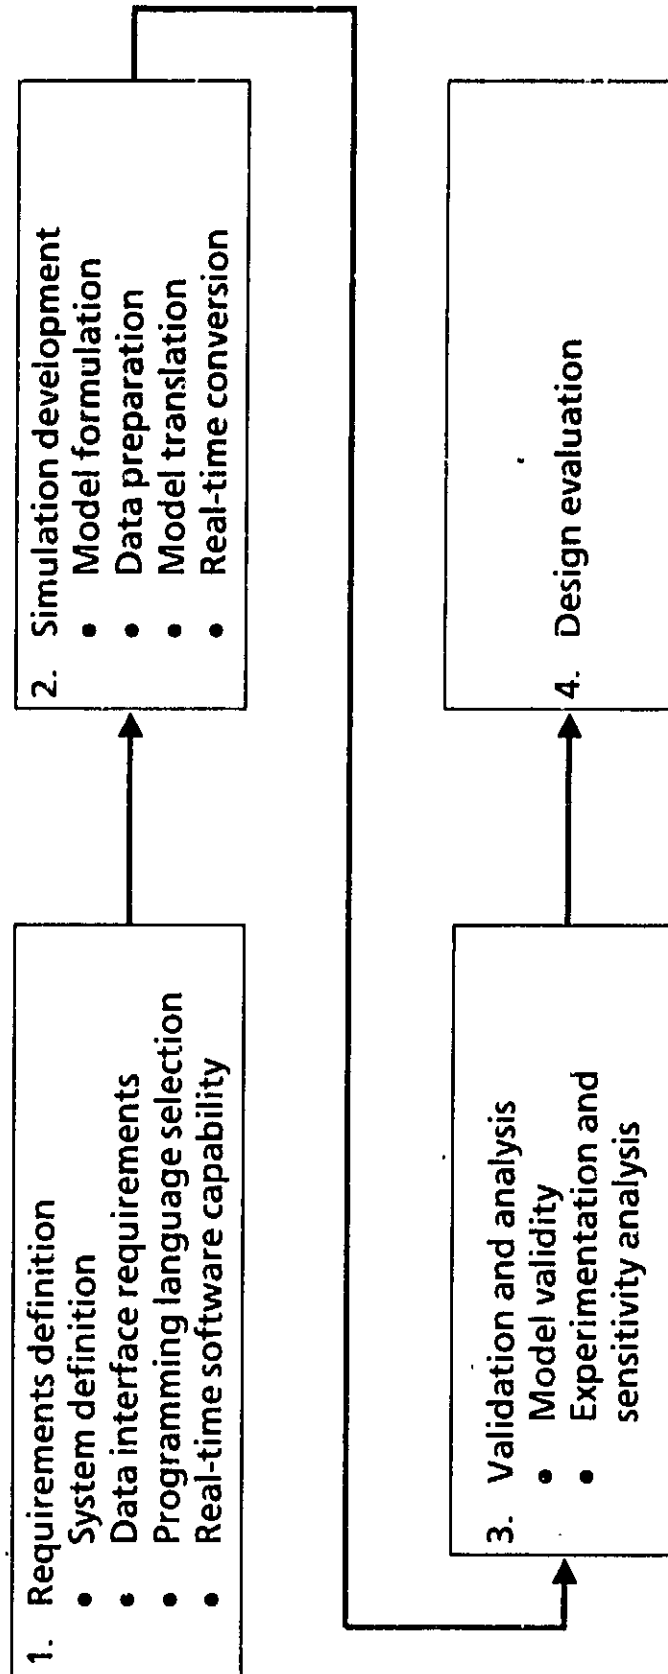 1. Requirements definition
• System definition
• Data interface requirements
• Programming language selection
• Real-time software capability
2. Simulation development
• Model formulation
• Data preparation
• Model translation
• Real-time conversion
3. Validation and analysis
• Model validity
• Experimentation and
sensitivity analysis
4. Design evaluation